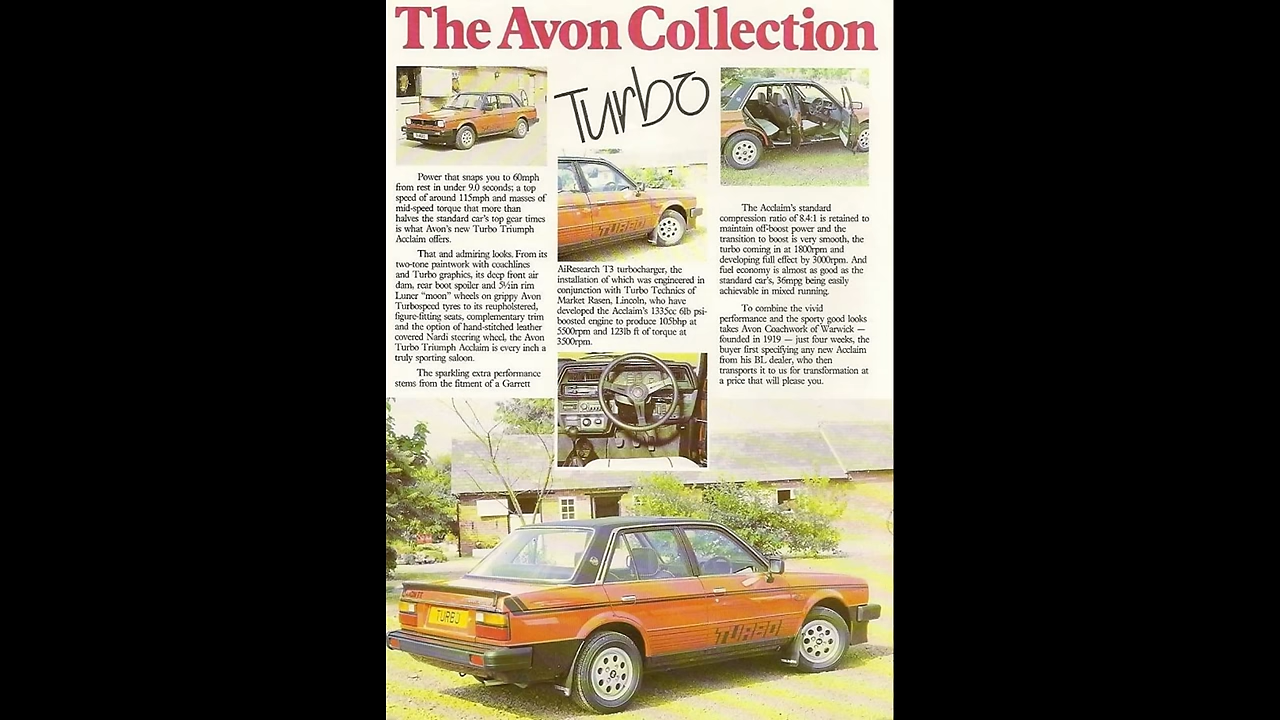 The Avon Collection
Turbo
Power that snaps you to 60mph
from rest in under 9.0 seconds; a top
speed of around 115mph and masses of
mid-speed torque that more than
halves the standard car's top gear times
is what Avon's new Turbo Triumph
Acclaim offers.
That and admiring looks. From its
two-tone paintwork with coachlines
and Turbo graphics, its deep front air
dam, rear boot spoiler and 5½in rim
Luner "moon" wheels on grippy Avon
Turbospeed tyres to its reupholstered,
figure-fitting seats, complementary trim
and the option of hand-stitched leather
covered Nardi steering wheel, the Avon
Turbo Triumph Acclaim is every inch a
truly sporting saloon.
The sparkling extra performance
stems from the fitment of a Garrett
TURBO
AiResearch T3 turbocharger, the
installation of which was engineered in
conjunction with Turbo Technics of
Market Rasen, Lincoln, who have
developed the Acclaim's 1335cc 6lb psi-
boosted engine to produce 105bhp at
5500rpm and 123lb ft of torque at
3500rpm.
The Acclaim's standard
compression ratio of 8.4:1 is retained to
maintain off-boost power and the
transition to boost is very smooth, the
turbo coming in at 1800rpm and
developing full effect by 3000rpm. And
fuel economy is almost as good as the
standard car's, 36mpg being easily
achievable in mixed running.
To combine the vivid
performance and the sporty good looks
takes Avon Coachwork of Warwick —
founded in 1919 — just four weeks, the
buyer first specifying any new Acclaim
from his BL dealer, who then
transports it to us for transformation at
a price that will please you.
TURBO
TURBO